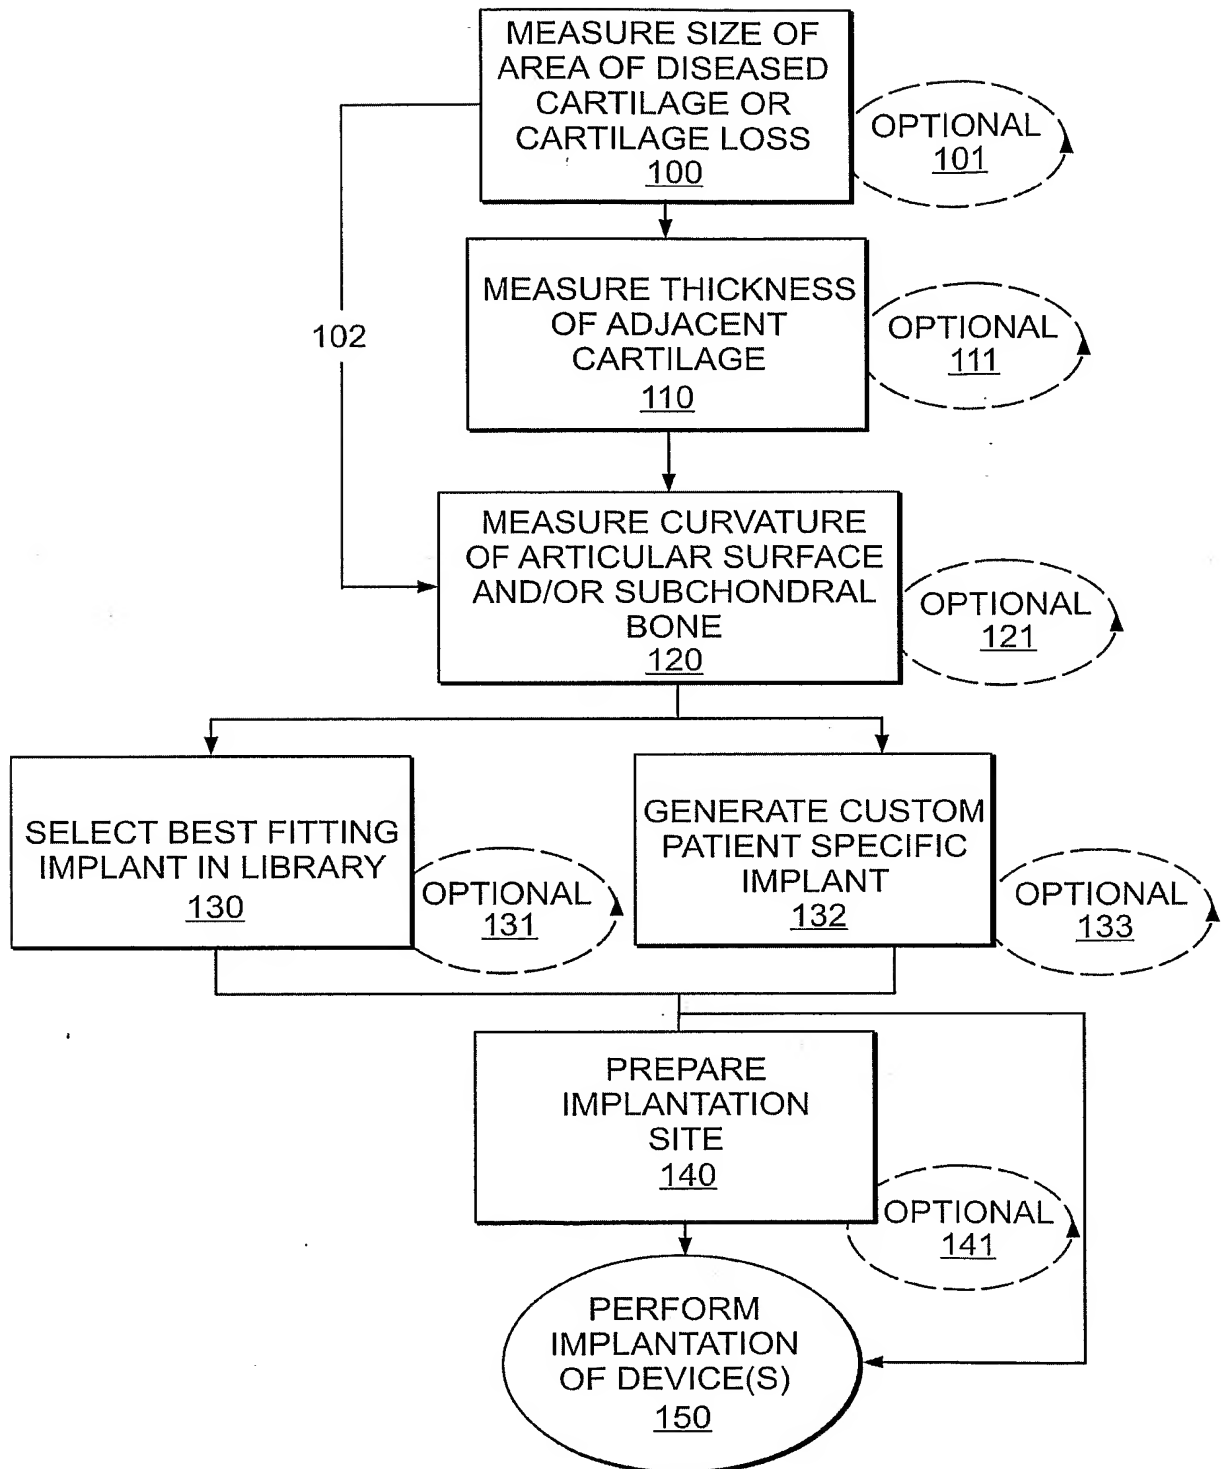 MEASURE SIZE OF
AREA OF DISEASED
CARTILAGE OR
CARTILAGE LOSS
100
OPTIONAL
101
MEASURE THICKNESS
OF ADJACENT
CARTILAGE
110
OPTIONAL
111
102
MEASURE CURVATURE
OF ARTICULAR SURFACE
AND/OR SUBCHONDRAL
BONE
120
OPTIONAL
121
SELECT BEST FITTING
IMPLANT IN LIBRARY
130
OPTIONAL
131
GENERATE CUSTOM
PATIENT SPECIFIC
IMPLANT
132
OPTIONAL
133
PREPARE
IMPLANTATION
SITE
140
OPTIONAL
141
PERFORM
IMPLANTATION
OF DEVICE(S)
150